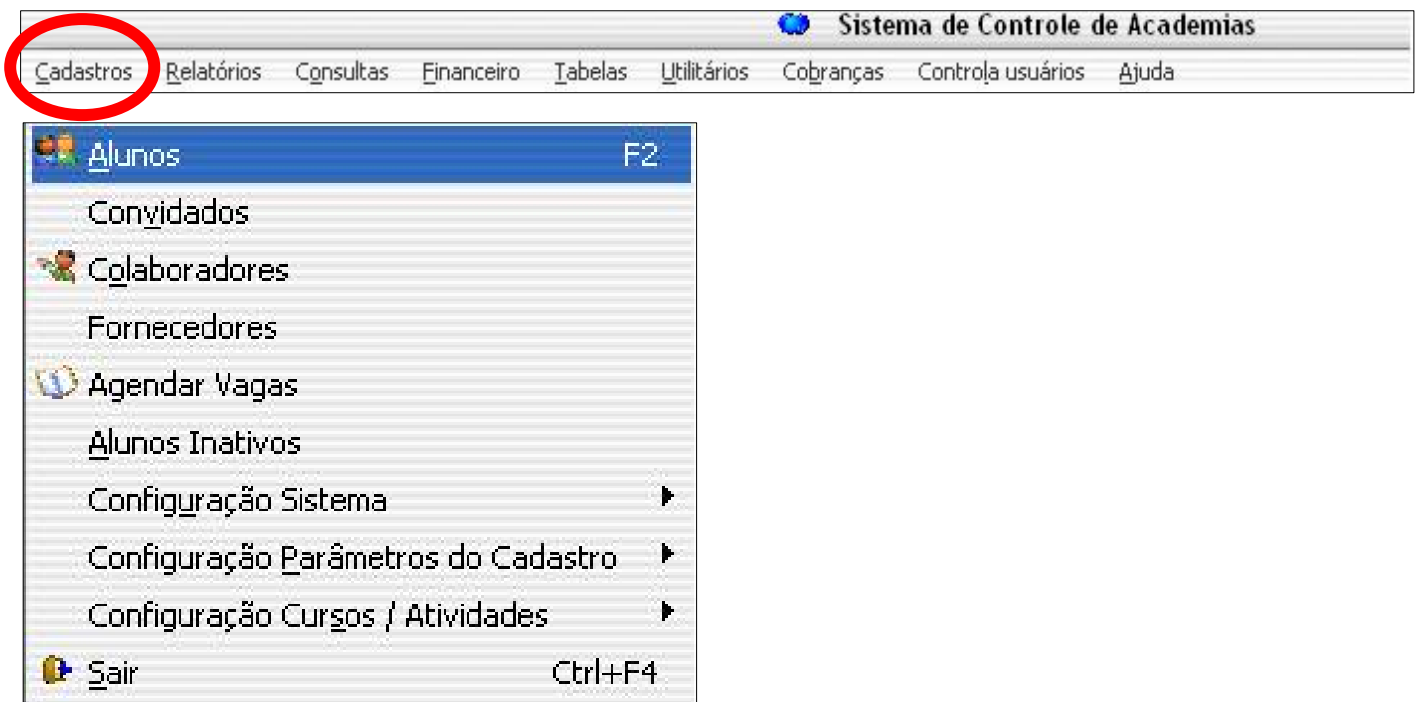 Sistema de Controle de Academias
Cadastros Relatórios Consultas Financeiro Tabelas Utilitários Cobranças Controla usuários Ajuda
Alunos F2
Convidados
Colaboradores
Fornecedores
Agendar Vagas
Alunos Inativos
Configuração Sistema
Configuração Parâmetros do Cadastro
Configuração Cursos / Atividades
Sair Ctrl+F4